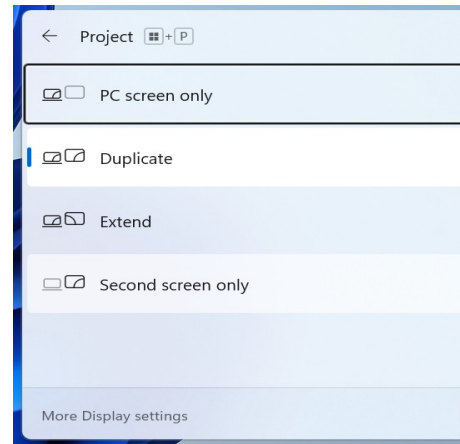 Project ⊞+P
PC screen only
Duplicate
Extend
Second screen only
More Display settings